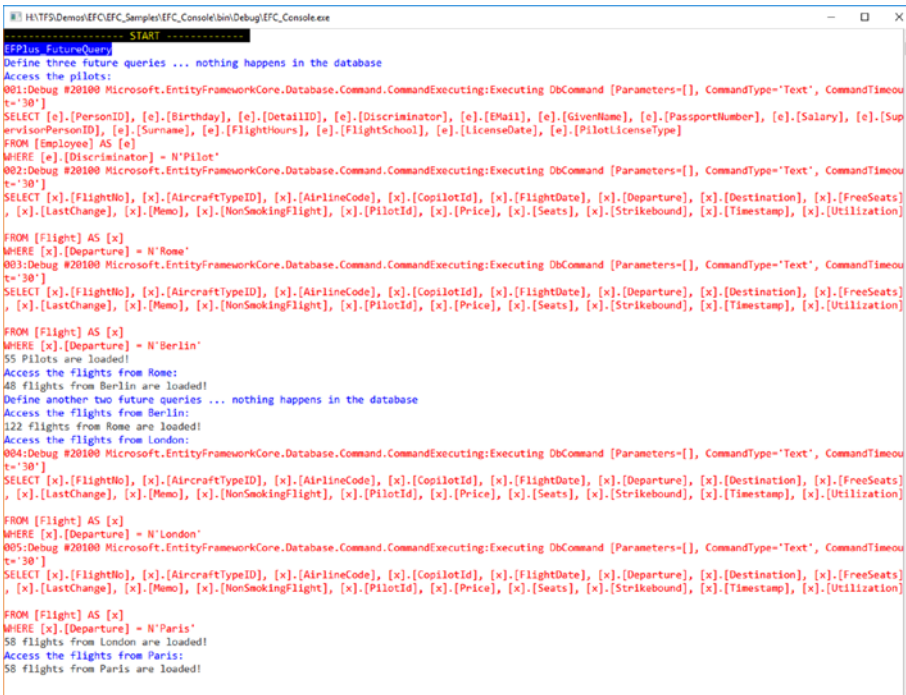 H:\TFS\Demos\EFC\EFC_Samples\EFC_Console\bin\Debug\EFC_Console.exe
-------------------- START -------------
EFPlus FutureQuery
Define three future queries ... nothing happens in the database
Access the pilots:
001:Debug #20100 Microsoft.EntityFrameworkCore.Database.Command.CommandExecuting:Executing DbCommand [Parameters=[], CommandType='Text', CommandTimeou
t='30']
SELECT [e].[PersonID], [e].[Birthday], [e].[DetailID], [e].[Discriminator], [e].[EMail], [e].[GivenName], [e].[PassportNumber], [e].[Salary], [e].[Sup
ervisorPersonID], [e].[Surname], [e].[FlightHours], [e].[FlightSchool], [e].[LicenseDate], [e].[PilotLicenseType]
FROM [Employee] AS [e]
WHERE [e].[Discriminator] = N'Pilot'
002:Debug #20100 Microsoft.EntityFrameworkCore.Database.Command.CommandExecuting:Executing DbCommand [Parameters=[], CommandType='Text', CommandTimeou
t='30']
SELECT [x].[FlightNo], [x].[AircraftTypeID], [x].[AirlineCode], [x].[CopilotId], [x].[FlightDate], [x].[Departure], [x].[Destination], [x].[FreeSeats]
, [x].[LastChange], [x].[Memo], [x].[NonSmokingFlight], [x].[PilotId], [x].[Price], [x].[Seats], [x].[Strikebound], [x].[Timestamp], [x].[Utilization]
FROM [Flight] AS [x]
WHERE [x].[Departure] = N'Rome'
003:Debug #20100 Microsoft.EntityFrameworkCore.Database.Command.CommandExecuting:Executing DbCommand [Parameters=[], CommandType='Text', CommandTimeou
t='30']
SELECT [x].[FlightNo], [x].[AircraftTypeID], [x].[AirlineCode], [x].[CopilotId], [x].[FlightDate], [x].[Departure], [x].[Destination], [x].[FreeSeats]
, [x].[LastChange], [x].[Memo], [x].[NonSmokingFlight], [x].[PilotId], [x].[Price], [x].[Seats], [x].[Strikebound], [x].[Timestamp], [x].[Utilization]
FROM [Flight] AS [x]
WHERE [x].[Departure] = N'Berlin'
55 Pilots are loaded!
Access the flights from Rome:
48 flights from Berlin are loaded!
Define another two future queries ... nothing happens in the database
Access the flights from Berlin:
122 flights from Rome are loaded!
Access the flights from London:
004:Debug #20100 Microsoft.EntityFrameworkCore.Database.Command.CommandExecuting:Executing DbCommand [Parameters=[], CommandType='Text', CommandTimeou
t='30']
SELECT [x].[FlightNo], [x].[AircraftTypeID], [x].[AirlineCode], [x].[CopilotId], [x].[FlightDate], [x].[Departure], [x].[Destination], [x].[FreeSeats]
, [x].[LastChange], [x].[Memo], [x].[NonSmokingFlight], [x].[PilotId], [x].[Price], [x].[Seats], [x].[Strikebound], [x].[Timestamp], [x].[Utilization]
FROM [Flight] AS [x]
WHERE [x].[Departure] = N'London'
005:Debug #20100 Microsoft.EntityFrameworkCore.Database.Command.CommandExecuting:Executing DbCommand [Parameters=[], CommandType='Text', CommandTimeou
t='30']
SELECT [x].[FlightNo], [x].[AircraftTypeID], [x].[AirlineCode], [x].[CopilotId], [x].[FlightDate], [x].[Departure], [x].[Destination], [x].[FreeSeats]
, [x].[LastChange], [x].[Memo], [x].[NonSmokingFlight], [x].[PilotId], [x].[Price], [x].[Seats], [x].[Strikebound], [x].[Timestamp], [x].[Utilization]
FROM [Flight] AS [x]
WHERE [x].[Departure] = N'Paris'
58 flights from London are loaded!
Access the flights from Paris:
58 flights from Paris are loaded!